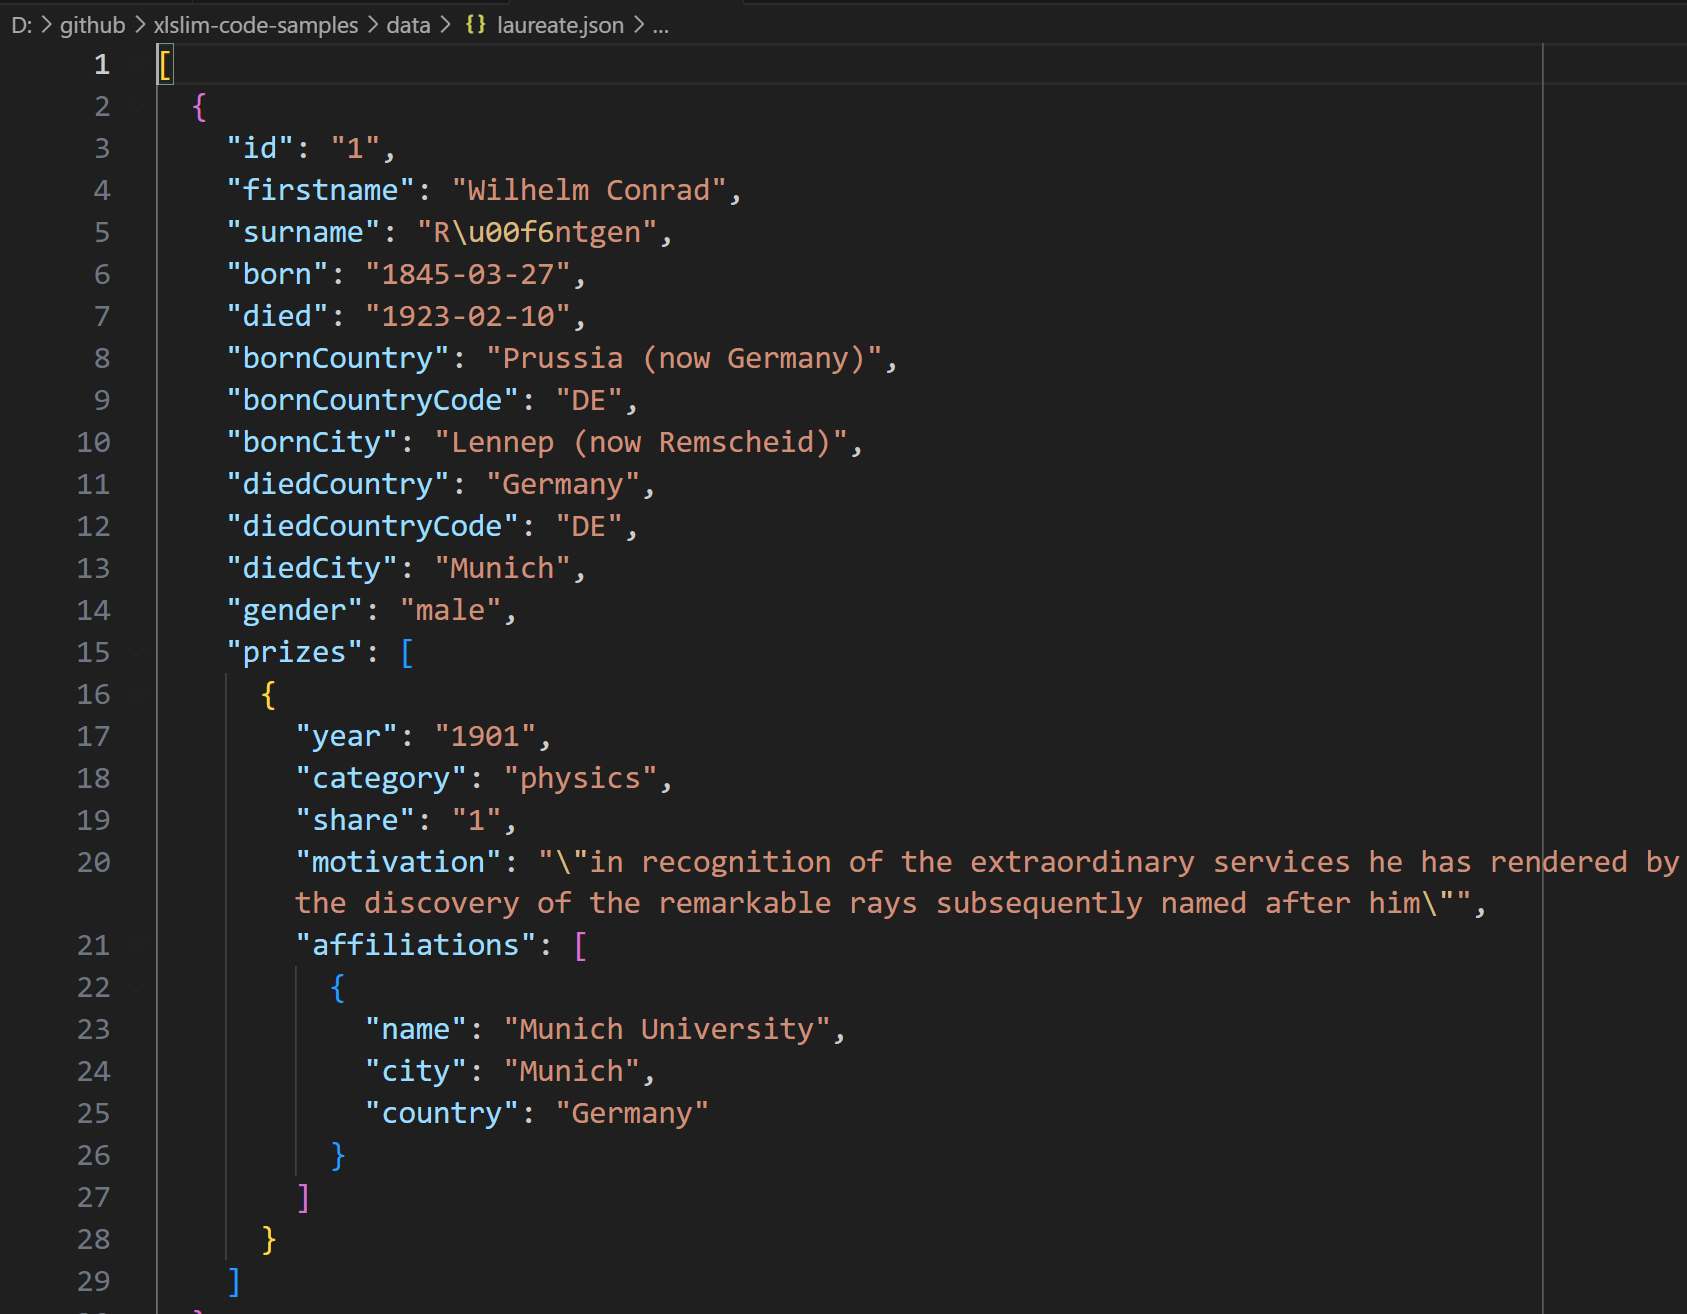 D: > github > xlslim-code-samples > data > {} laureate.json > ...
1 [
2 {
3 "id": "1",
4 "firstname": "Wilhelm Conrad",
5 "surname": "R\u00f6ntgen",
6 "born": "1845-03-27",
7 "died": "1923-02-10",
8 "bornCountry": "Prussia (now Germany)",
9 "bornCountryCode": "DE",
10 "bornCity": "Lennep (now Remscheid)",
11 "diedCountry": "Germany",
12 "diedCountryCode": "DE",
13 "diedCity": "Munich",
14 "gender": "male",
15 "prizes": [
16 {
17 "year": "1901",
18 "category": "physics",
19 "share": "1",
20 "motivation": "\"in recognition of the extraordinary services he has rendered by
the discovery of the remarkable rays subsequently named after him\"",
21 "affiliations": [
22 {
23 "name": "Munich University",
24 "city": "Munich",
25 "country": "Germany"
26 }
27 ]
28 }
29 ]